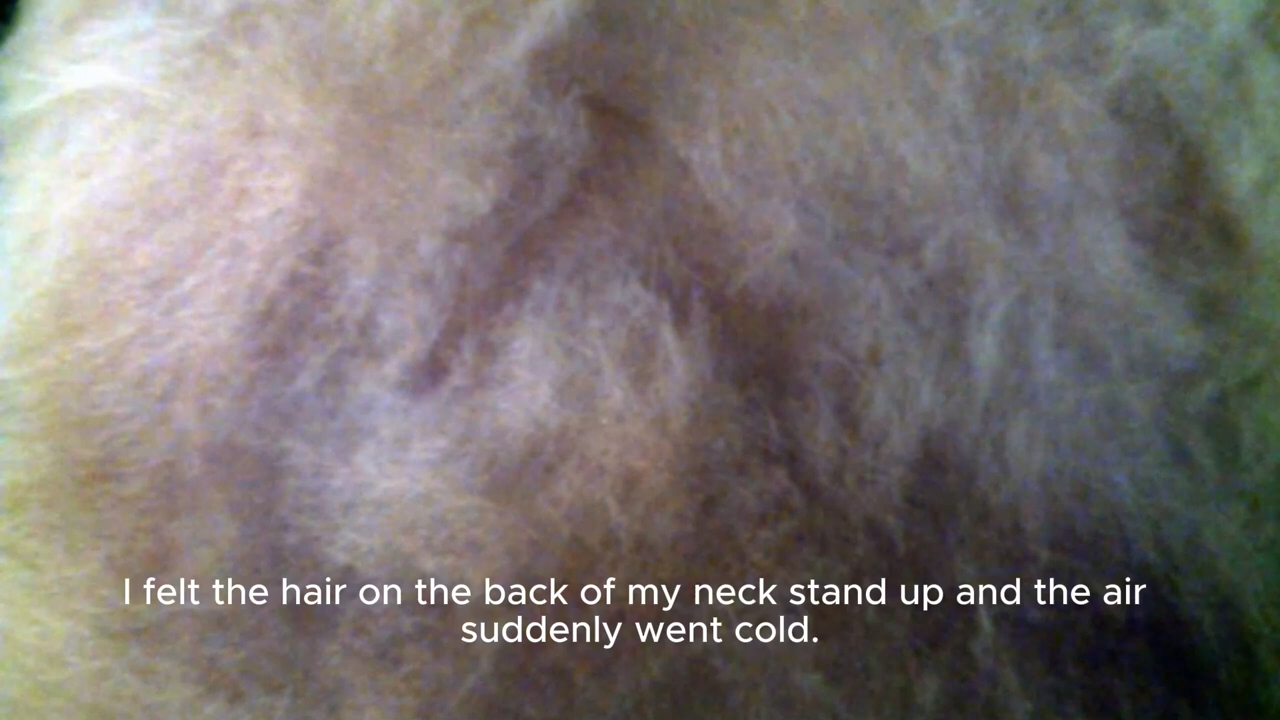 I felt the hair on the back of my neck stand up and the air
suddenly went cold.